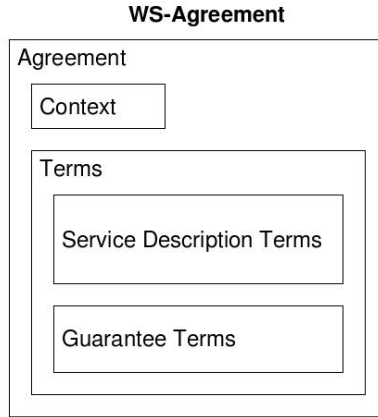 WS-Agreement
Agreement
Context
Terms
Service Description Terms
Guarantee Terms